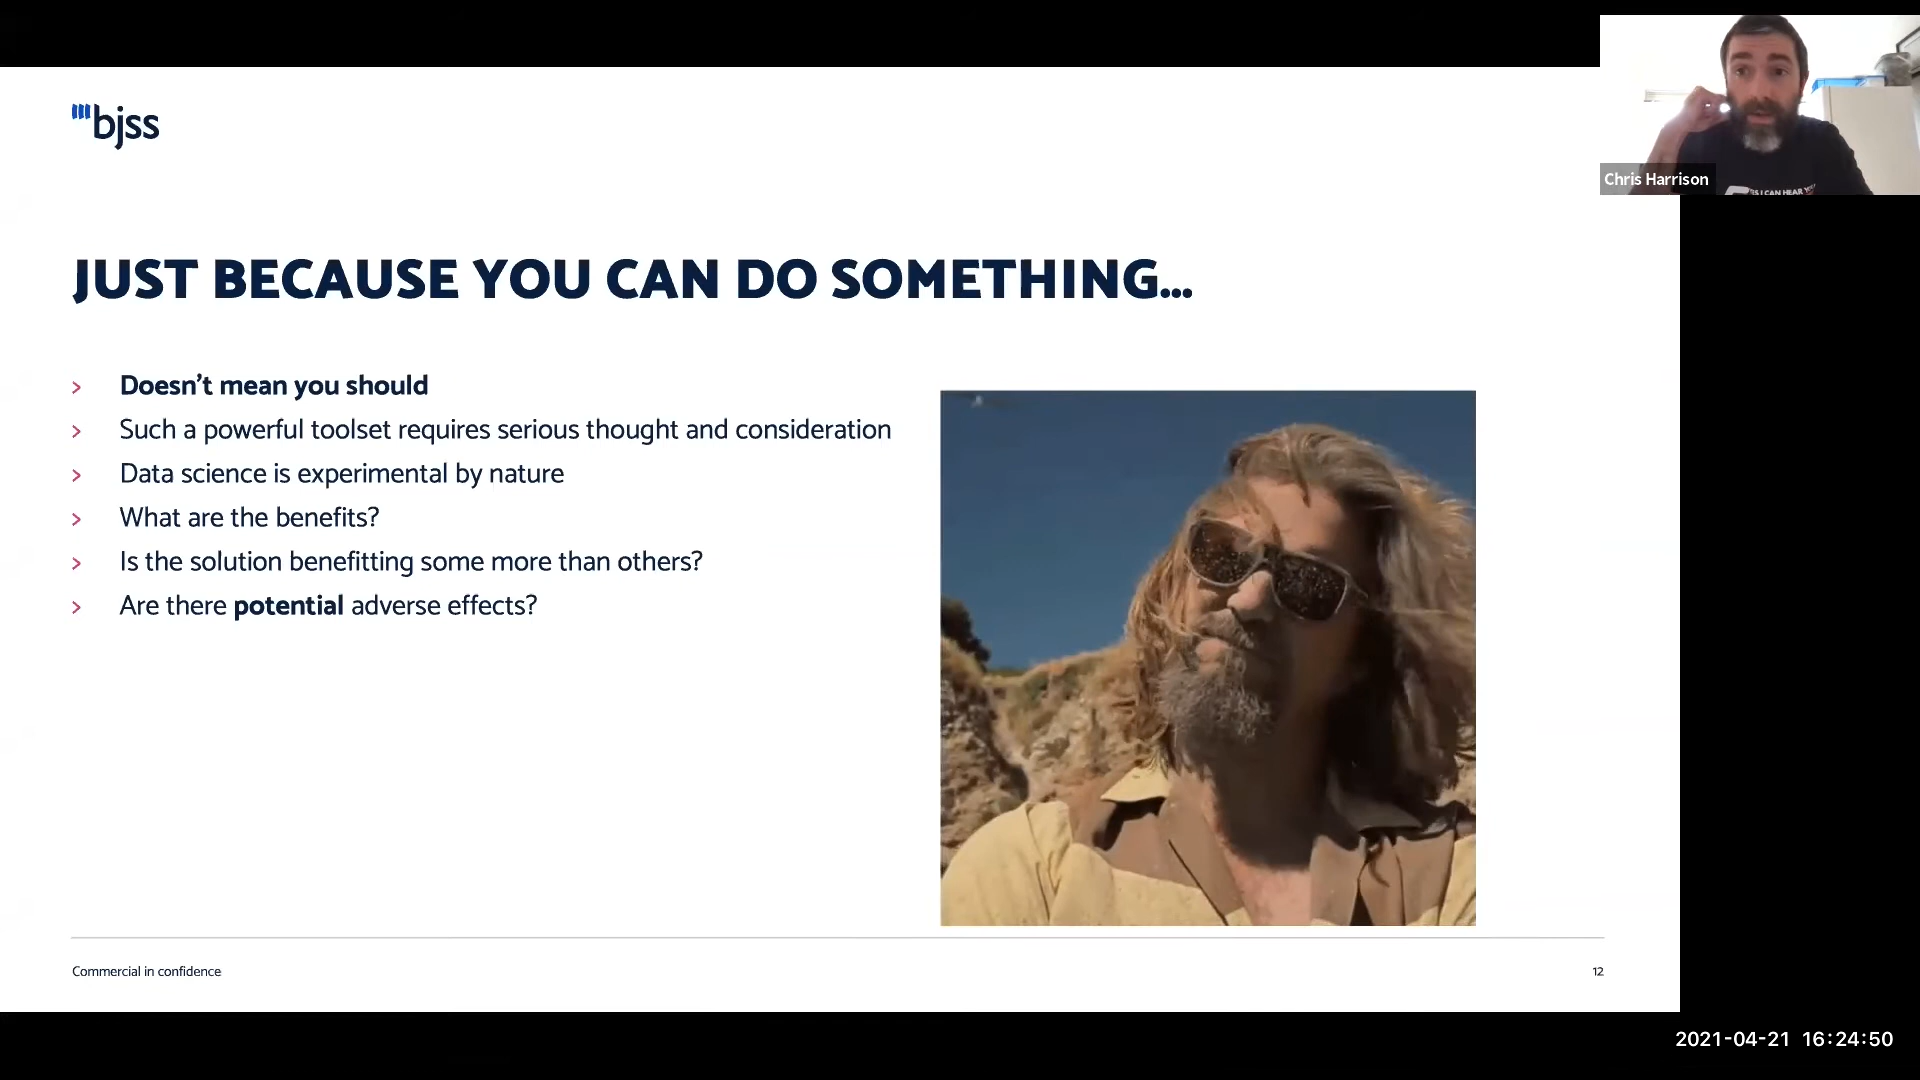 bjss
Chris Harrison
JUST BECAUSE YOU CAN DO SOMETHING...
> Doesn't mean you should
> Such a powerful toolset requires serious thought and consideration
> Data science is experimental by nature
> What are the benefits?
> Is the solution benefitting some more than others?
> Are there potential adverse effects?
Commercial in confidence
12
2021-04-21 16:24:50